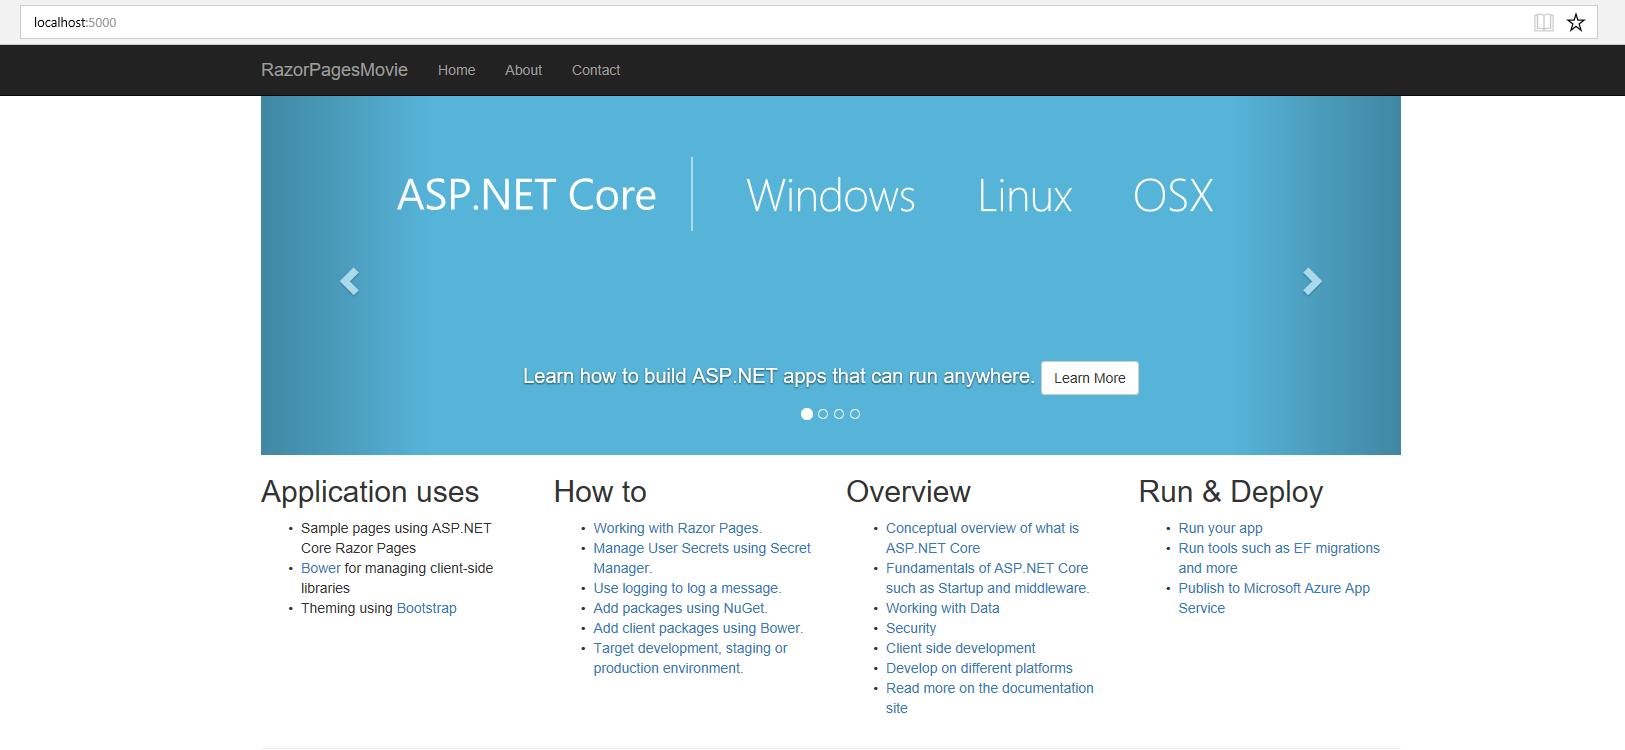 localhost:5000
RazorPagesMovie Home About Contact
ASP.NET Core Windows Linux OSX
Learn how to build ASP.NET apps that can run anywhere. Learn More
Application uses
• Sample pages using ASP.NET
Core Razor Pages
• Bower for managing client-side
libraries
• Theming using Bootstrap
How to
• Working with Razor Pages.
• Manage User Secrets using Secret
Manager.
• Use logging to log a message.
• Add packages using NuGet.
• Add client packages using Bower.
• Target development, staging or
production environment.
Overview
• Conceptual overview of what is
ASP.NET Core
• Fundamentals of ASP.NET Core
such as Startup and middleware.
• Working with Data
• Security
• Client side development
• Develop on different platforms
• Read more on the documentation
site
Run & Deploy
• Run your app
• Run tools such as EF migrations
and more
• Publish to Microsoft Azure App
Service